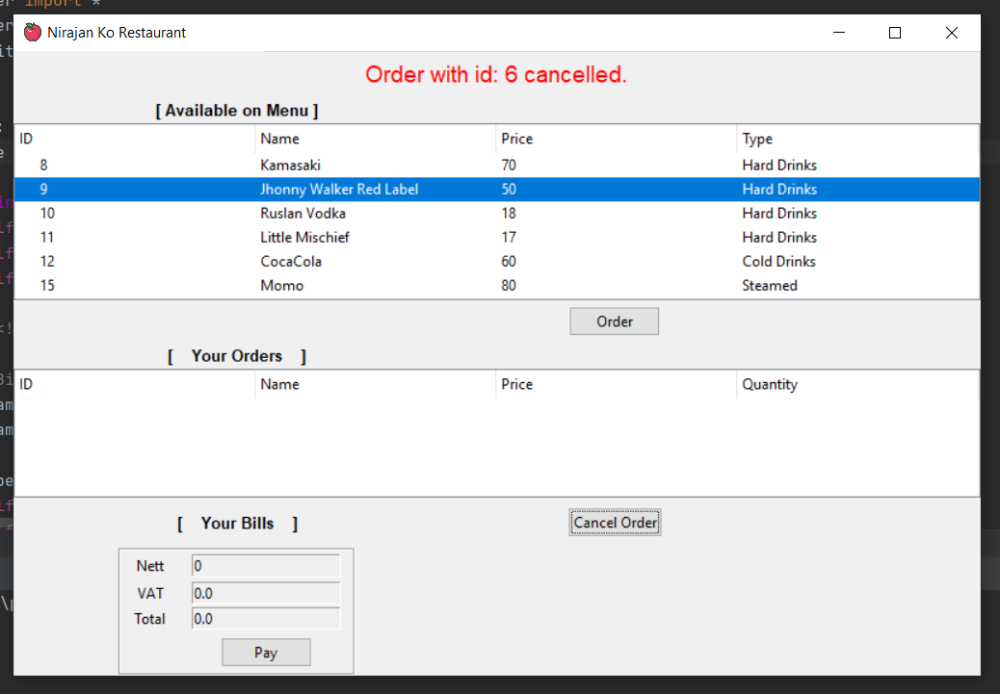 import *
Nirajan Ko Restaurant
Order with id: 6 cancelled.
[ Available on Menu ]
ID Name Price Type
8 Kamasaki 70 Hard Drinks
9 Jhonny Walker Red Label 50 Hard Drinks
10 Ruslan Vodka 18 Hard Drinks
11 Little Mischief 17 Hard Drinks
12 CocaCola 60 Cold Drinks
15 Momo 80 Steamed
Order
[ Your Orders ]
ID Name Price Quantity
[ Your Bills ]
Cancel Order
Nett 0
VAT 0.0
Total 0.0
Pay